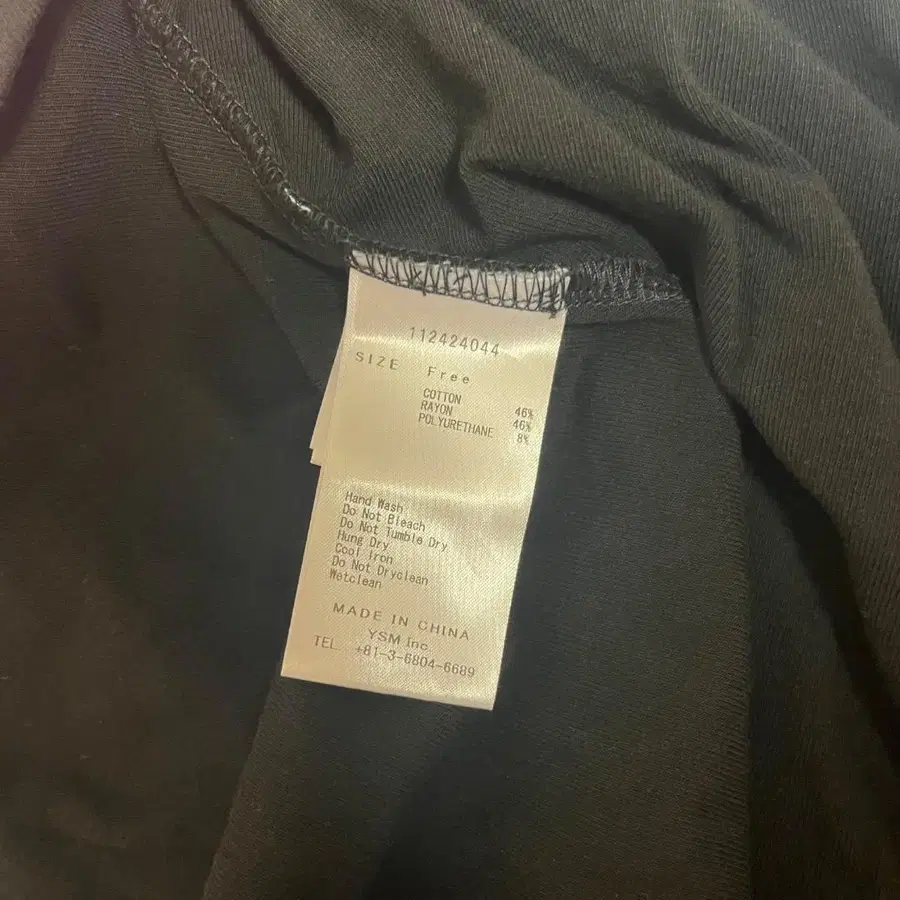 112424044
SIZE Free
COTTON 46%
RAYON 46%
POLYURETHANE 8%
Hand Wash
Do Not Bleach
Do Not Tumble Dry
Hung Dry
Cool Iron
Do Not Dryclean
Wetclean
MADE IN CHINA
YSM Inc
TEL. +81-3-6804-6689